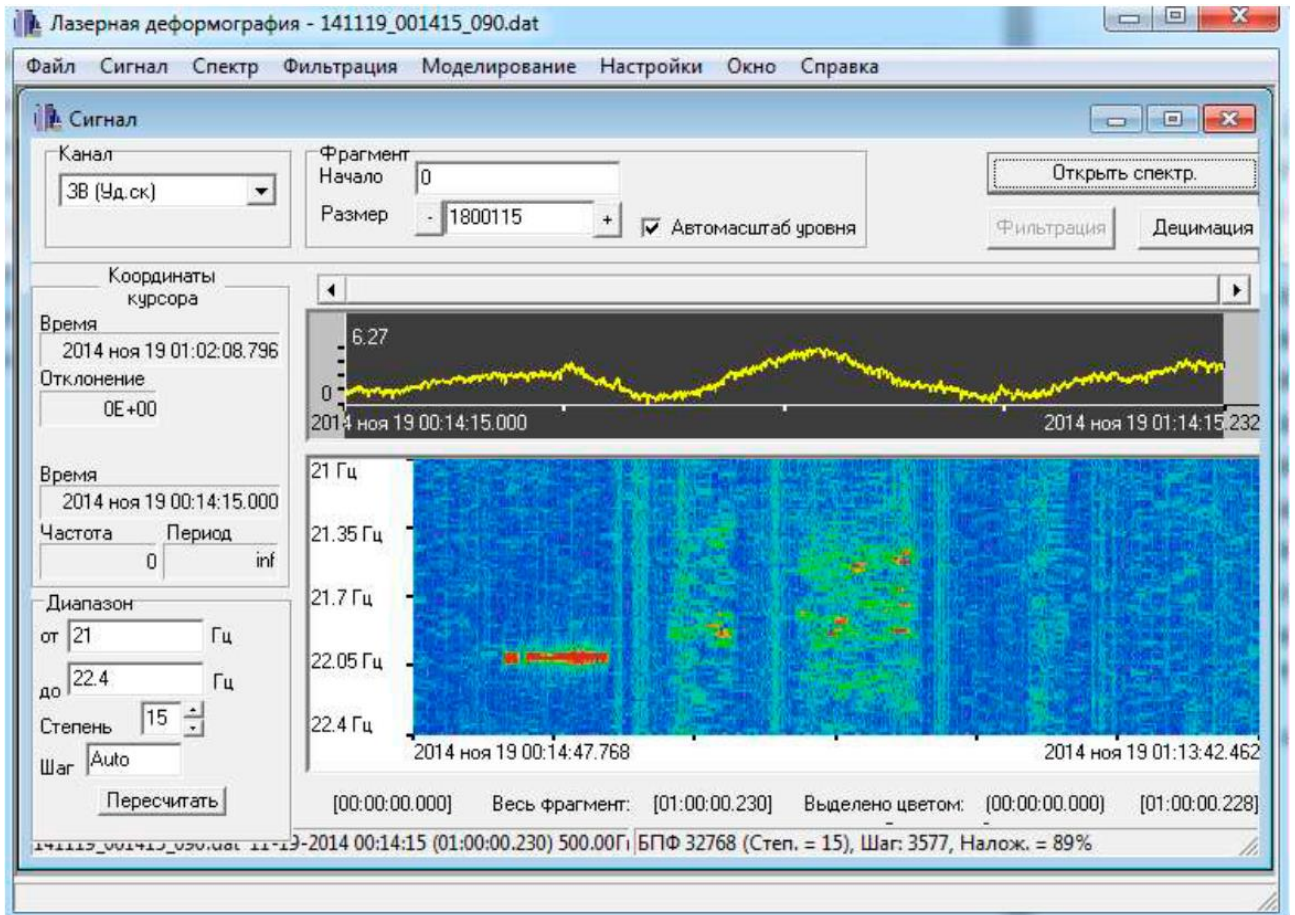 Лазерная деформография - 141119_001415_090.dat
Файл Сигнал Спектр Фильтрация Моделирование Настройки Окно Справка
Сигнал
Канал
ЗВ (Уд.ск)
Фрагмент
Начало 0
Размер - 1800115 +
Автомасштаб уровня
Открыть спектр.
Фильтрация
Децимация
Координаты
курсора
Время
2014 ноя 19 01:02:08.796
Отклонение
0E+00
Время
2014 ноя 19 00:14:15.000
Частота Период
0 inf
Диапазон
от 21 Гц
до 22.4 Гц
Степень 15
Шаг Auto
Пересчитать
6.27
0
2014 ноя 19 00:14:15.000 2014 ноя 19 01:14:15.232
21 Гц
21.35 Гц
21.7 Гц
22.05 Гц
22.4 Гц
2014 ноя 19 00:14:47.768 2014 ноя 19 01:13:42.462
[00:00:00.000] Весь фрагмент: [01:00:00.230] Выделено цветом: (00:00:00.000) [01:00:00.228]
141119_001415_090.dat 11-19-2014 00:14:15 (01:00:00.230) 500.00Г БПФ 32768 (Степ. = 15), Шаг: 3577, Налож. = 89%